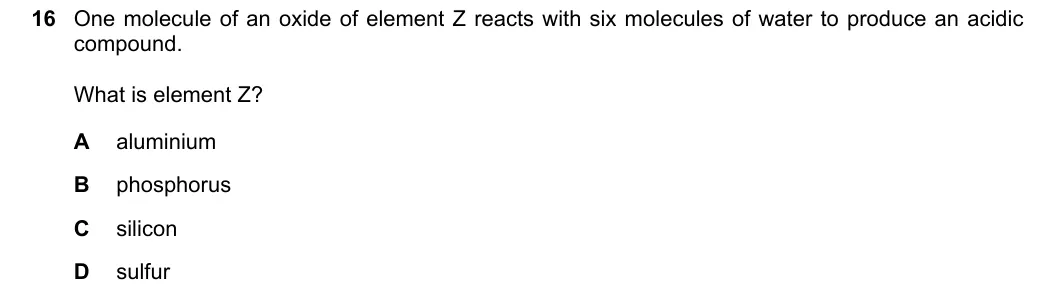 16 One molecule of an oxide of element Z reacts with six molecules of water to produce an acidic
compound.
What is element Z?
A aluminium
B phosphorus
C silicon
D sulfur